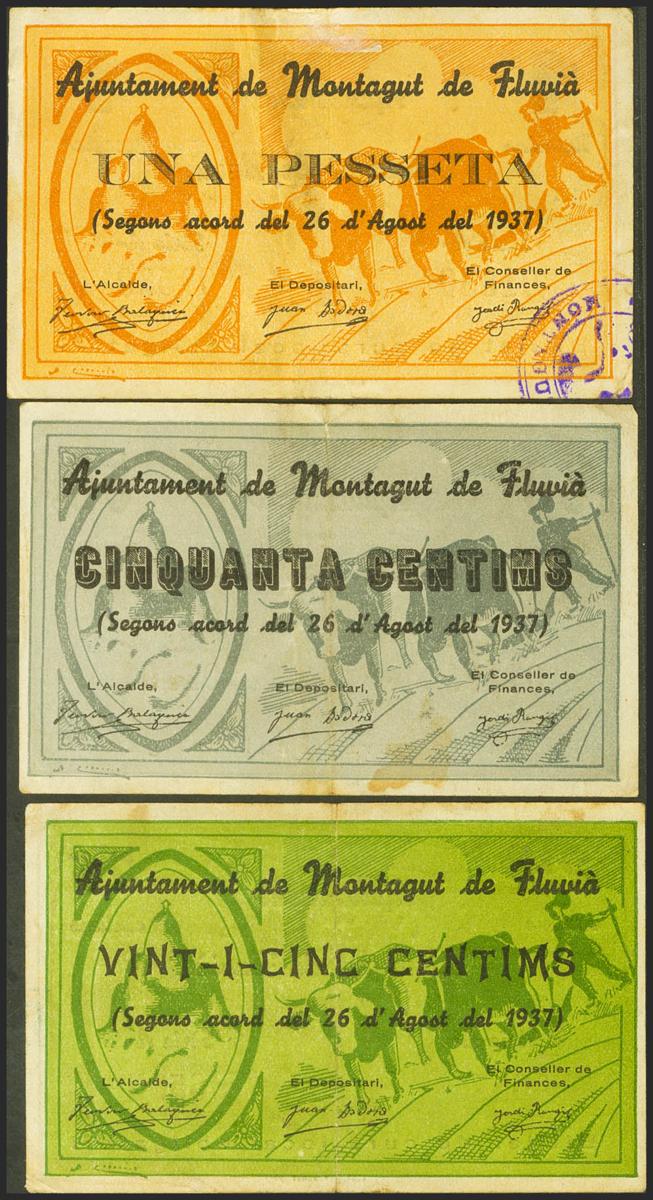 Ajuntament de Montagut de Fluvià
UNA PESSETA
(Segons acord del 26 d'Agost del 1937)
L'Alcalde,
El Depositari,
El Conseller de
Finances,
Ajuntament de Montagut de Fluvià
CINQUANTA CENTIMS
(Segons acord del 26 d'Agost del 1937)
L'Alcalde,
El Depositari,
El Conseller de
Finances,
Ajuntament de Montagut de Fluvià
VINT-I-CINC CENTIMS
(Segons acord del 26 d'Agost del 1937)
L'Alcalde,
El Depositari,
El Conseller de
Finances,